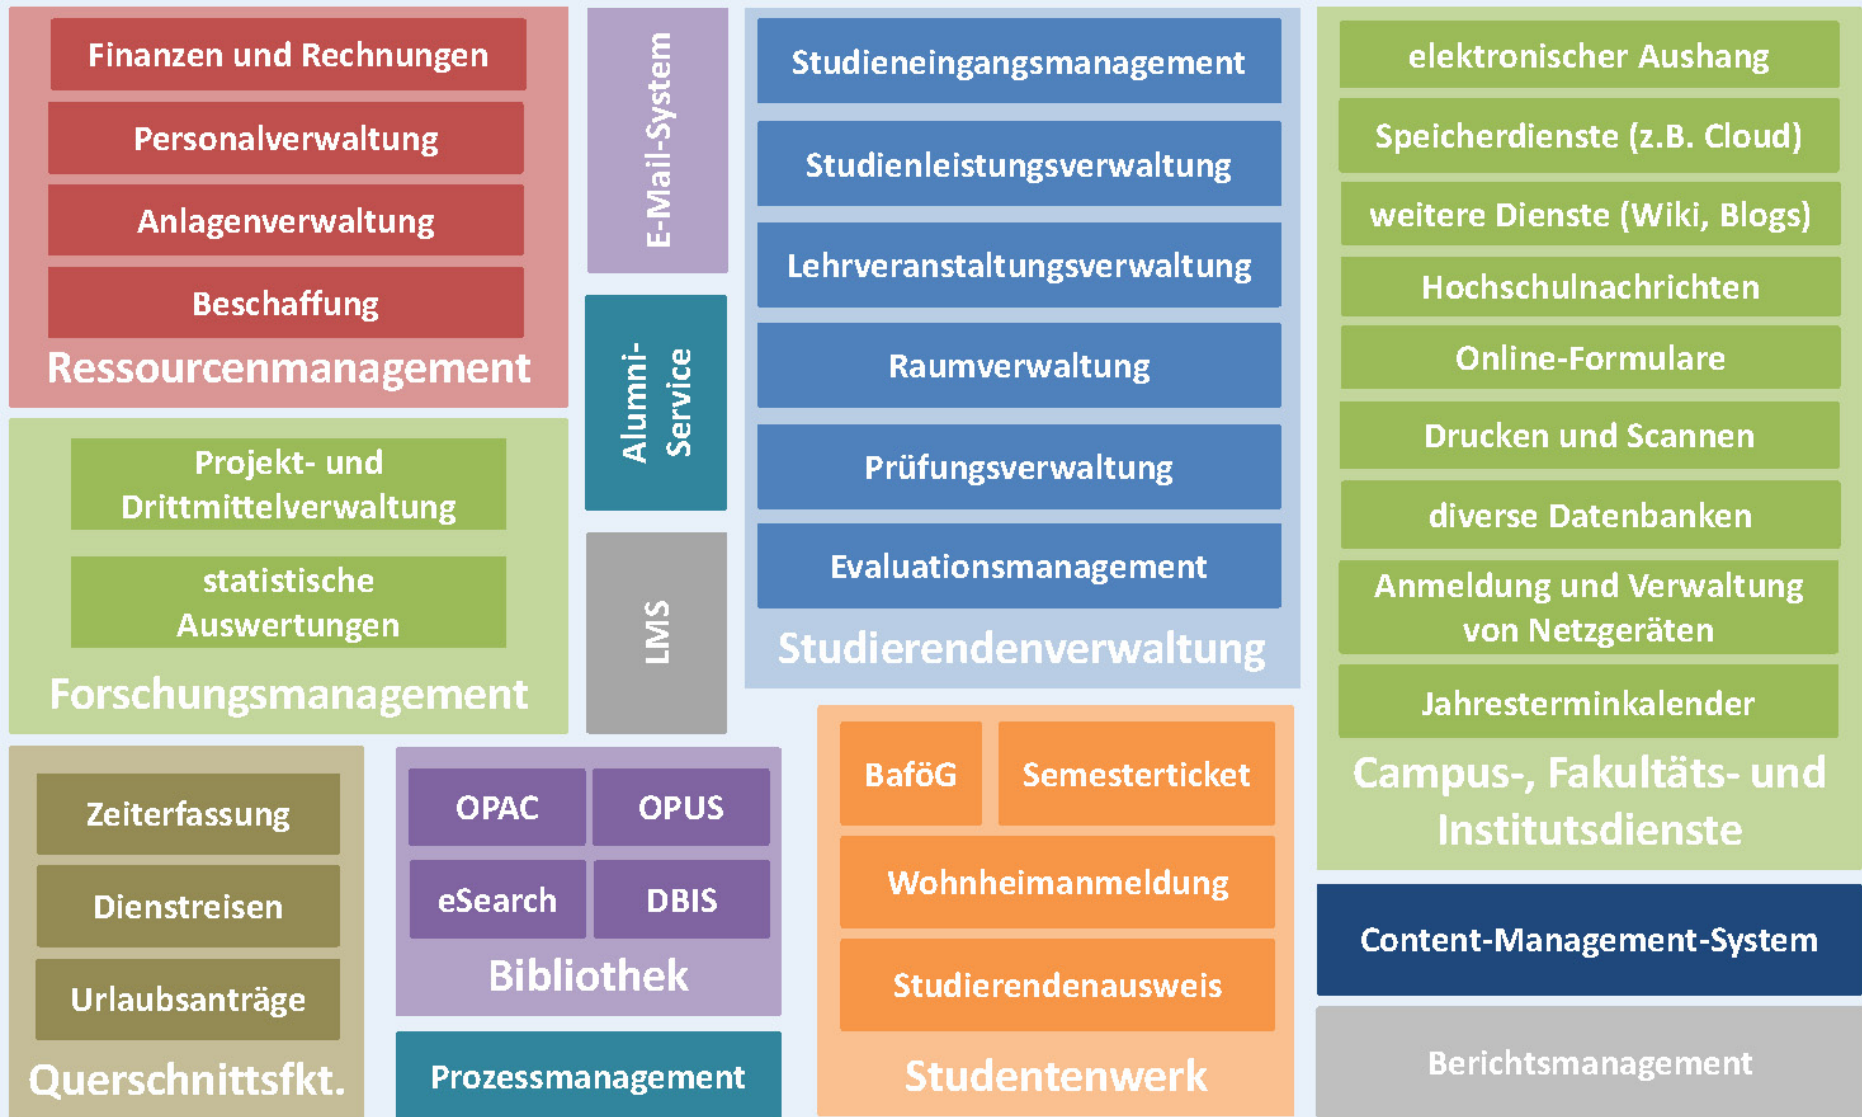 Finanzen und Rechnungen
Personalverwaltung
Anlagenverwaltung
Beschaffung
Ressourcenmanagement
Projekt- und
Drittmittelverwaltung
statistische
Auswertungen
Forschungsmanagement
Zeiterfassung
Dienstreisen
Urlaubsanträge
Querschnittsfkt.
E-Mail-System
Alumni-
Service
LMS
OPAC
OPUS
eSearch
DBIS
Bibliothek
Prozessmanagement
Studieneingangsmanagement
Studienleistungsverwaltung
Lehrveranstaltungsverwaltung
Raumverwaltung
Prüfungsverwaltung
Evaluationsmanagement
Studierendenverwaltung
BaföG
Semesterticket
Wohnheimanmeldung
Studierendenausweis
Studentenwerk
elektronischer Aushang
Speicherdienste (z.B. Cloud)
weitere Dienste (Wiki, Blogs)
Hochschulnachrichten
Online-Formulare
Drucken und Scannen
diverse Datenbanken
Anmeldung und Verwaltung
von Netzgeräten
Jahresterminkalender
Campus-, Fakultäts- und
Institutsdienste
Content-Management-System
Berichtsmanagement